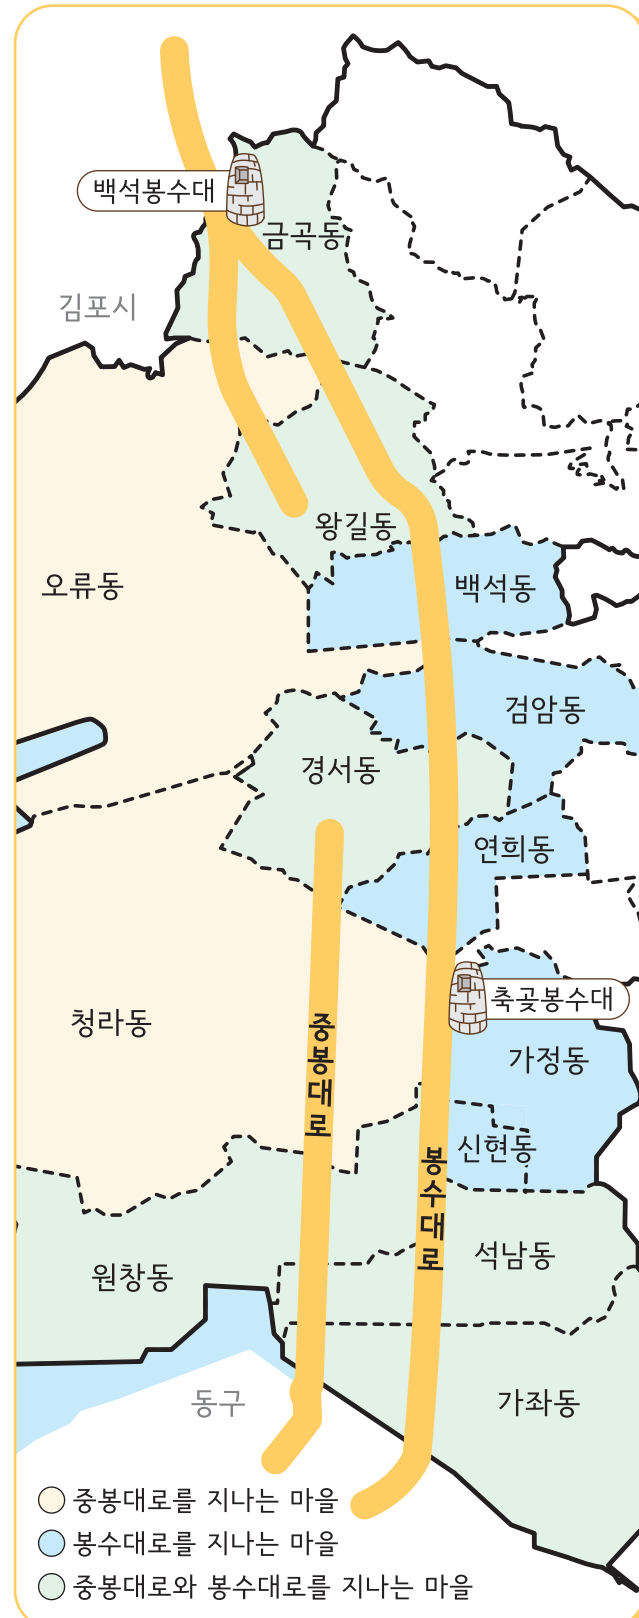 백석봉수대
금곡동
김포시
왕길동
오류동
백석동
검암동
경서동
연희동
축곶봉수대
청라동
중봉대로
가정동
신현동
봉수대로
석남동
원창동
동구
가좌동
중봉대로를 지나는 마을
봉수대로를 지나는 마을
중봉대로와 봉수대로를 지나는 마을